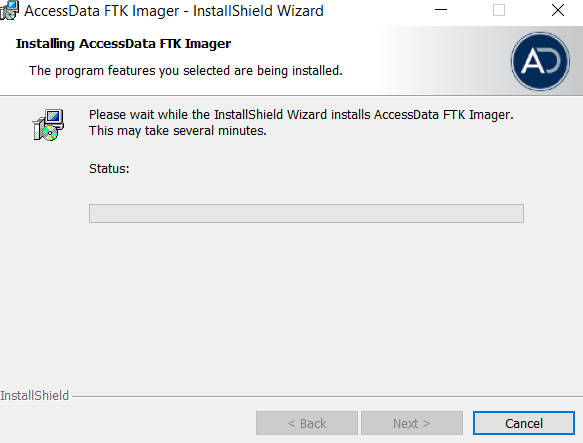 AccessData FTK Imager - InstallShield Wizard
Installing AccessData FTK Imager
The program features you selected are being installed.
AD
Please wait while the InstallShield Wizard installs AccessData FTK Imager.
This may take several minutes.
Status:
InstallShield
< Back
Next >
Cancel